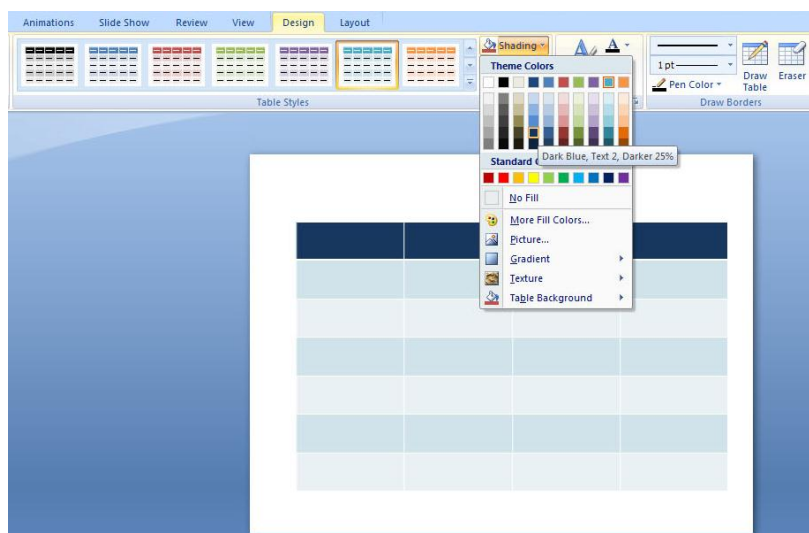 Animations Slide Show Review View Design Layout
Shading
A A
1 pt
Pen Color
Draw Table
Eraser
Table Styles
Draw Borders
Theme Colors
Dark Blue, Text 2, Darker 25%
Standard
No Fill
More Fill Colors...
Picture...
Gradient
Texture
Table Background